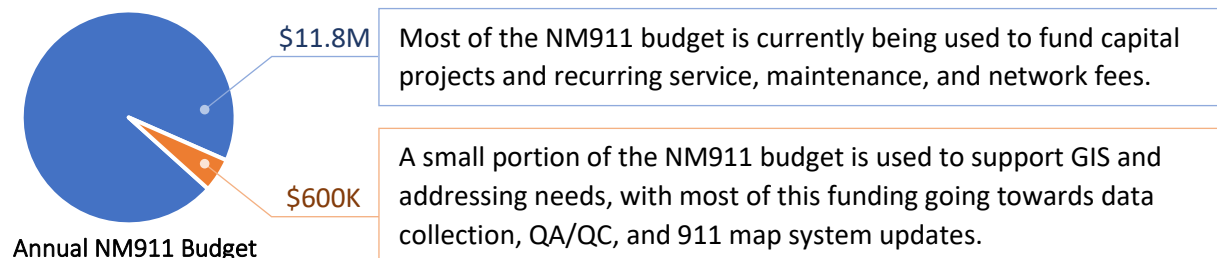 $11.8M
Most of the NM911 budget is currently being used to fund capital
projects and recurring service, maintenance, and network fees.
$600K
A small portion of the NM911 budget is used to support GIS and
addressing needs, with most of this funding going towards data
collection, QA/QC, and 911 map system updates.
Annual NM911 Budget